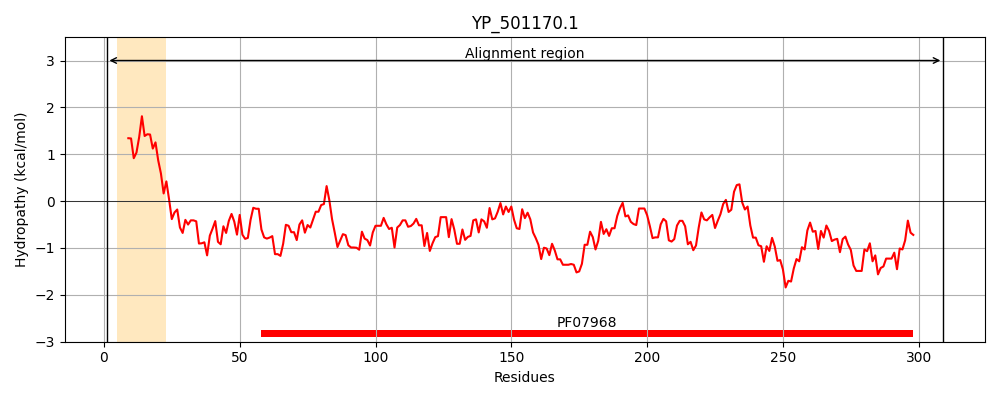 YP_501170.1
Alignment region
Hydropathy (kcal/mol)
3
2
1
0
−1
−2
−3
PF07968
0 50 100 150 200 250 300
Residues